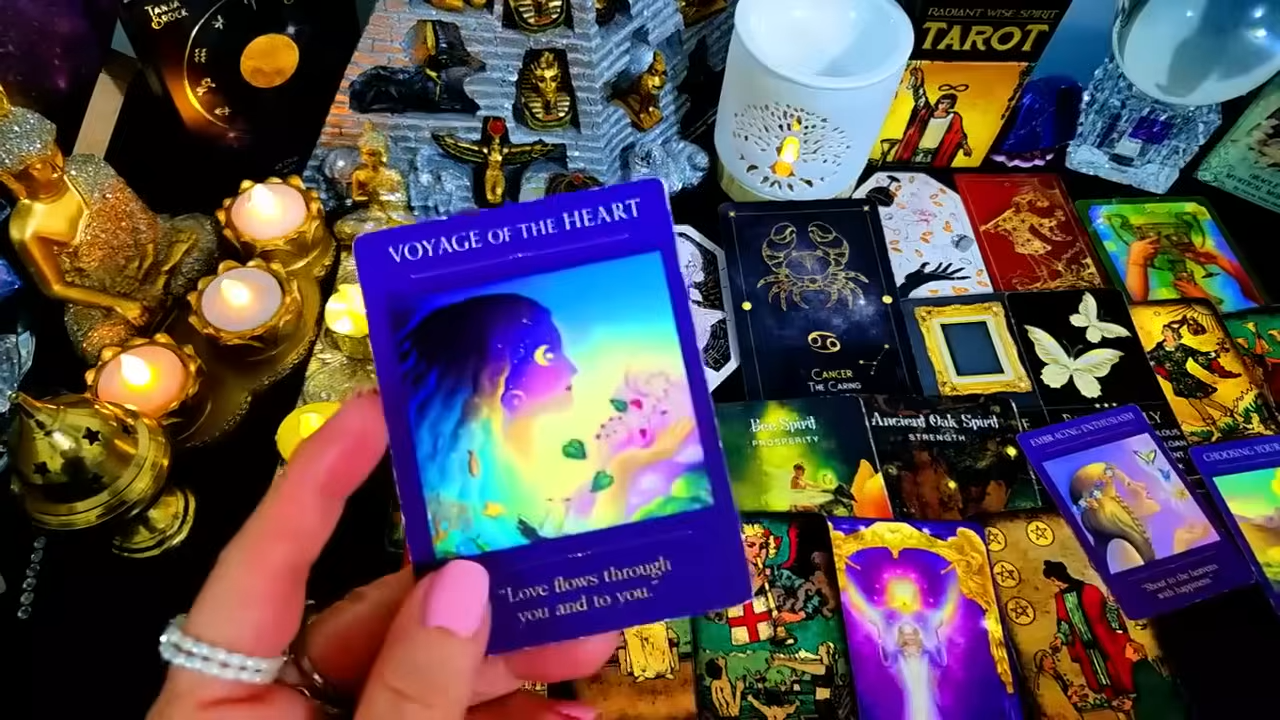 TANJA
BROCK
RADIANT WISE SPIRIT
TAROT
VOYAGE OF THE HEART
"Love flows through
you and to you."
CANCER
THE CARING
Bee Spirit
PROSPERITY
Ancient Oak Spirit
STRENGTH
EMBRACING ENTHUSIASM
"Shout to the heavens
with happiness."
CHOOSING YOUR